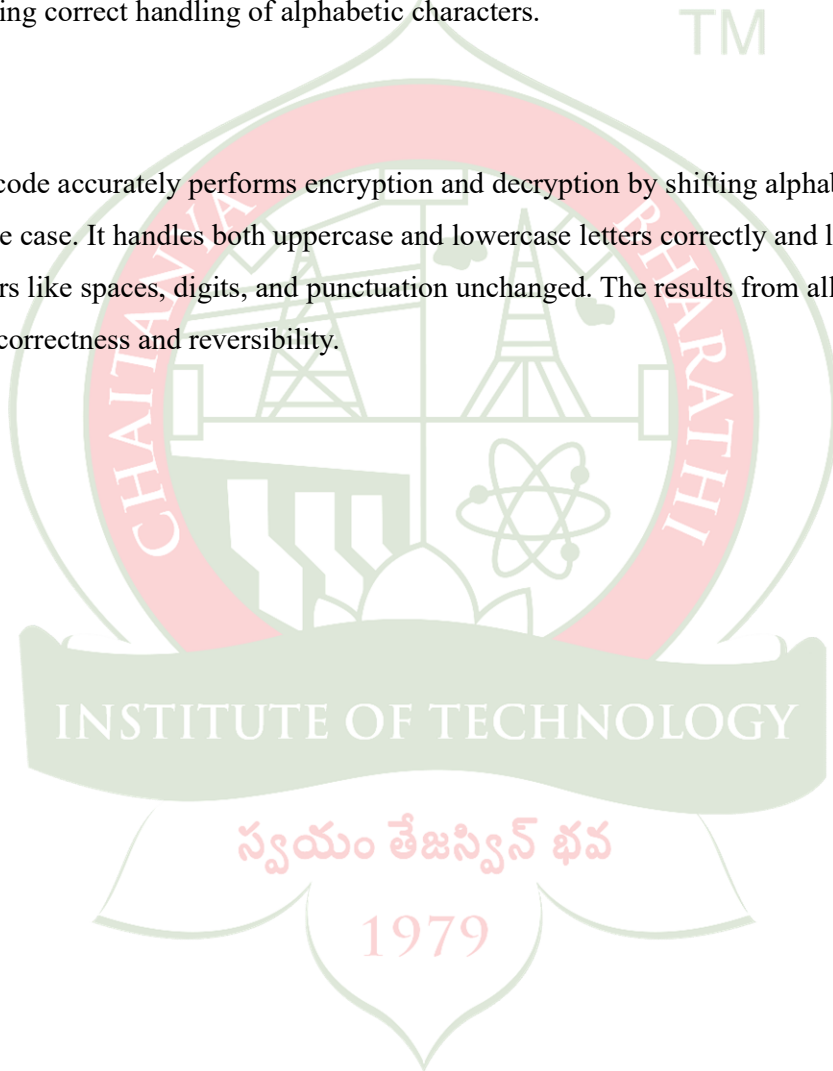 ing correct handling of alphabetic characters.
TM
code accurately performs encryption and decryption by shifting alphab
e case. It handles both uppercase and lowercase letters correctly and l
rs like spaces, digits, and punctuation unchanged. The results from all
correctness and reversibility.
CHAITANYA BHARATHI
INSTITUTE OF TECHNOLOGY
స్వయం తేజస్విన్ భవ
1979